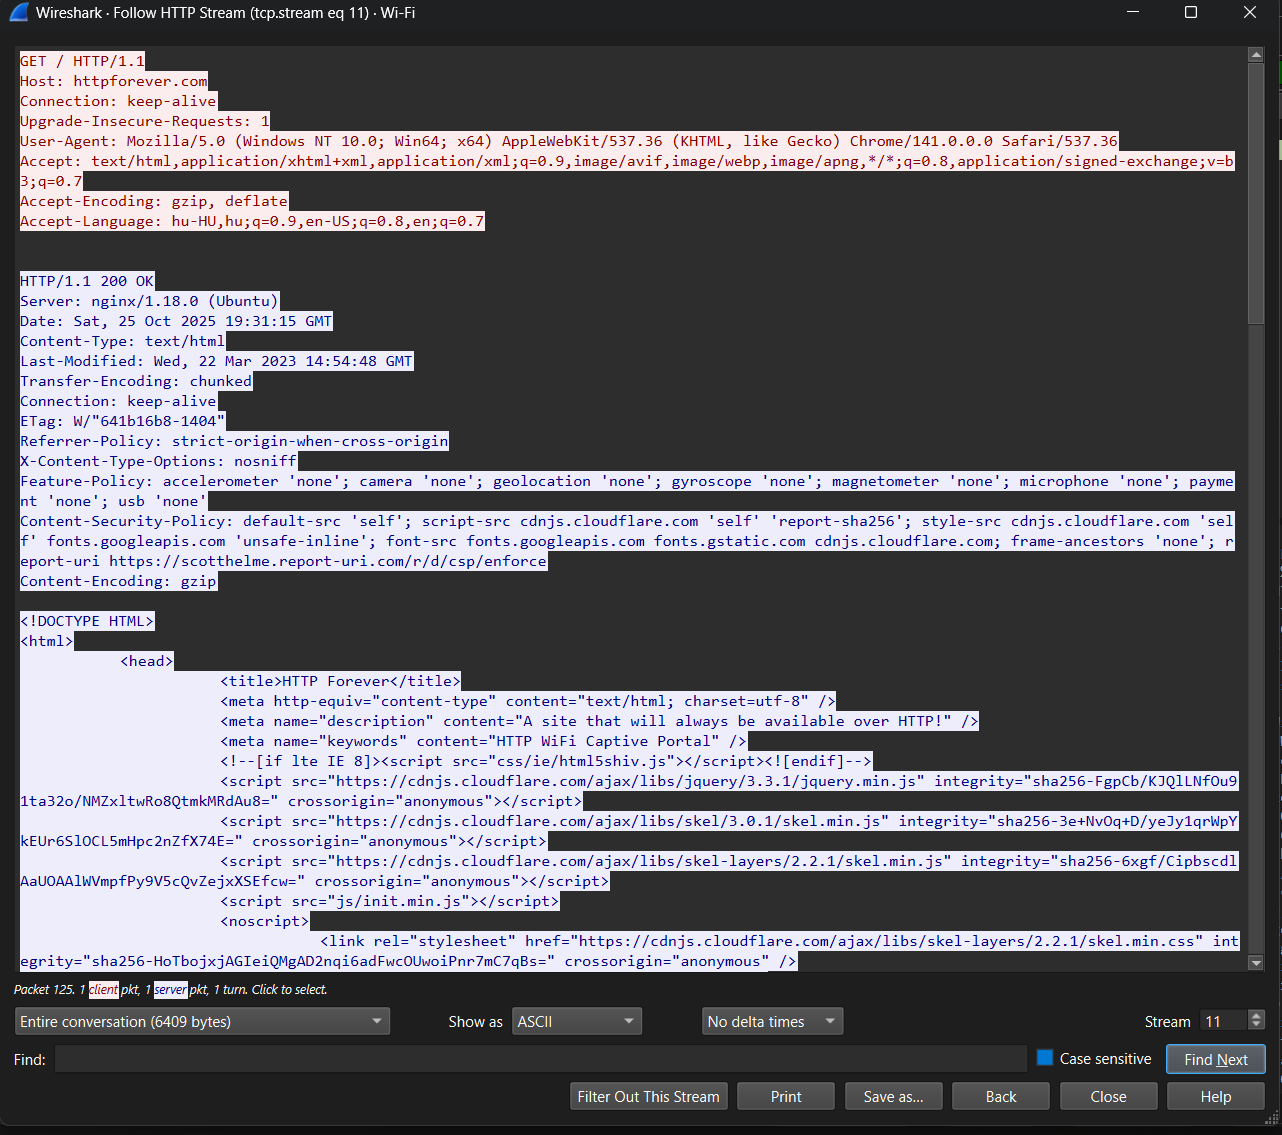 Wireshark · Follow HTTP Stream (tcp.stream eq 11) · Wi-Fi
GET / HTTP/1.1
Host: httpforever.com
Connection: keep-alive
Upgrade-Insecure-Requests: 1
User-Agent: Mozilla/5.0 (Windows NT 10.0; Win64; x64) AppleWebKit/537.36 (KHTML, like Gecko) Chrome/141.0.0.0 Safari/537.36
Accept: text/html,application/xhtml+xml,application/xml;q=0.9,image/avif,image/webp,image/apng,*/*;q=0.8,application/signed-exchange;v=b
3;q=0.7
Accept-Encoding: gzip, deflate
Accept-Language: hu-HU,hu;q=0.9,en-US;q=0.8,en;q=0.7
HTTP/1.1 200 OK
Server: nginx/1.18.0 (Ubuntu)
Date: Sat, 25 Oct 2025 19:31:15 GMT
Content-Type: text/html
Last-Modified: Wed, 22 Mar 2023 14:54:48 GMT
Transfer-Encoding: chunked
Connection: keep-alive
ETag: W/"641b16b8-1404"
Referrer-Policy: strict-origin-when-cross-origin
X-Content-Type-Options: nosniff
Feature-Policy: accelerometer 'none'; camera 'none'; geolocation 'none'; gyroscope 'none'; magnetometer 'none'; microphone 'none'; payme
nt 'none'; usb 'none'
Content-Security-Policy: default-src 'self'; script-src cdnjs.cloudflare.com 'self' 'report-sha256'; style-src cdnjs.cloudflare.com 'sel
f' fonts.googleapis.com 'unsafe-inline'; font-src fonts.googleapis.com fonts.gstatic.com cdnjs.cloudflare.com; frame-ancestors 'none'; r
eport-uri https://scotthelme.report-uri.com/r/d/csp/enforce
Content-Encoding: gzip
<!DOCTYPE HTML>
<html>
<head>
<title>HTTP Forever</title>
<meta http-equiv="content-type" content="text/html; charset=utf-8" />
<meta name="description" content="A site that will always be available over HTTP!" />
<meta name="keywords" content="HTTP WiFi Captive Portal" />
<!--[if lte IE 8]><script src="css/ie/html5shiv.js"></script><![endif]-->
<script src="https://cdnjs.cloudflare.com/ajax/libs/jquery/3.3.1/jquery.min.js" integrity="sha256-FgpCb/KJQlLNfOu9
1ta32o/NMZxltwRo8QtmkMRdAu8=" crossorigin="anonymous"></script>
<script src="https://cdnjs.cloudflare.com/ajax/libs/skel/3.0.1/skel.min.js" integrity="sha256-3e+NvOq+D/yeJy1qrWpY
kEUr6SlOCL5mHpc2nZfX74E=" crossorigin="anonymous"></script>
<script src="https://cdnjs.cloudflare.com/ajax/libs/skel-layers/2.2.1/skel.min.js" integrity="sha256-6xgf/Cipbscdl
AaUOAAlWVmpfPy9V5cQvZejxXSEfcw=" crossorigin="anonymous"></script>
<script src="js/init.min.js"></script>
<noscript>
<link rel="stylesheet" href="https://cdnjs.cloudflare.com/ajax/libs/skel-layers/2.2.1/skel.min.css" int
egrity="sha256-HoTbojxjAGIeiQMgAD2nqi6adFwcOUwoiPnr7mC7qBs=" crossorigin="anonymous" />
Packet 125. 1 client pkt, 1 server pkt, 1 turn. Click to select.
Entire conversation (6409 bytes) Show as ASCII No delta times Stream 11
Find: Case sensitive Find Next
Filter Out This Stream Print Save as... Back Close Help